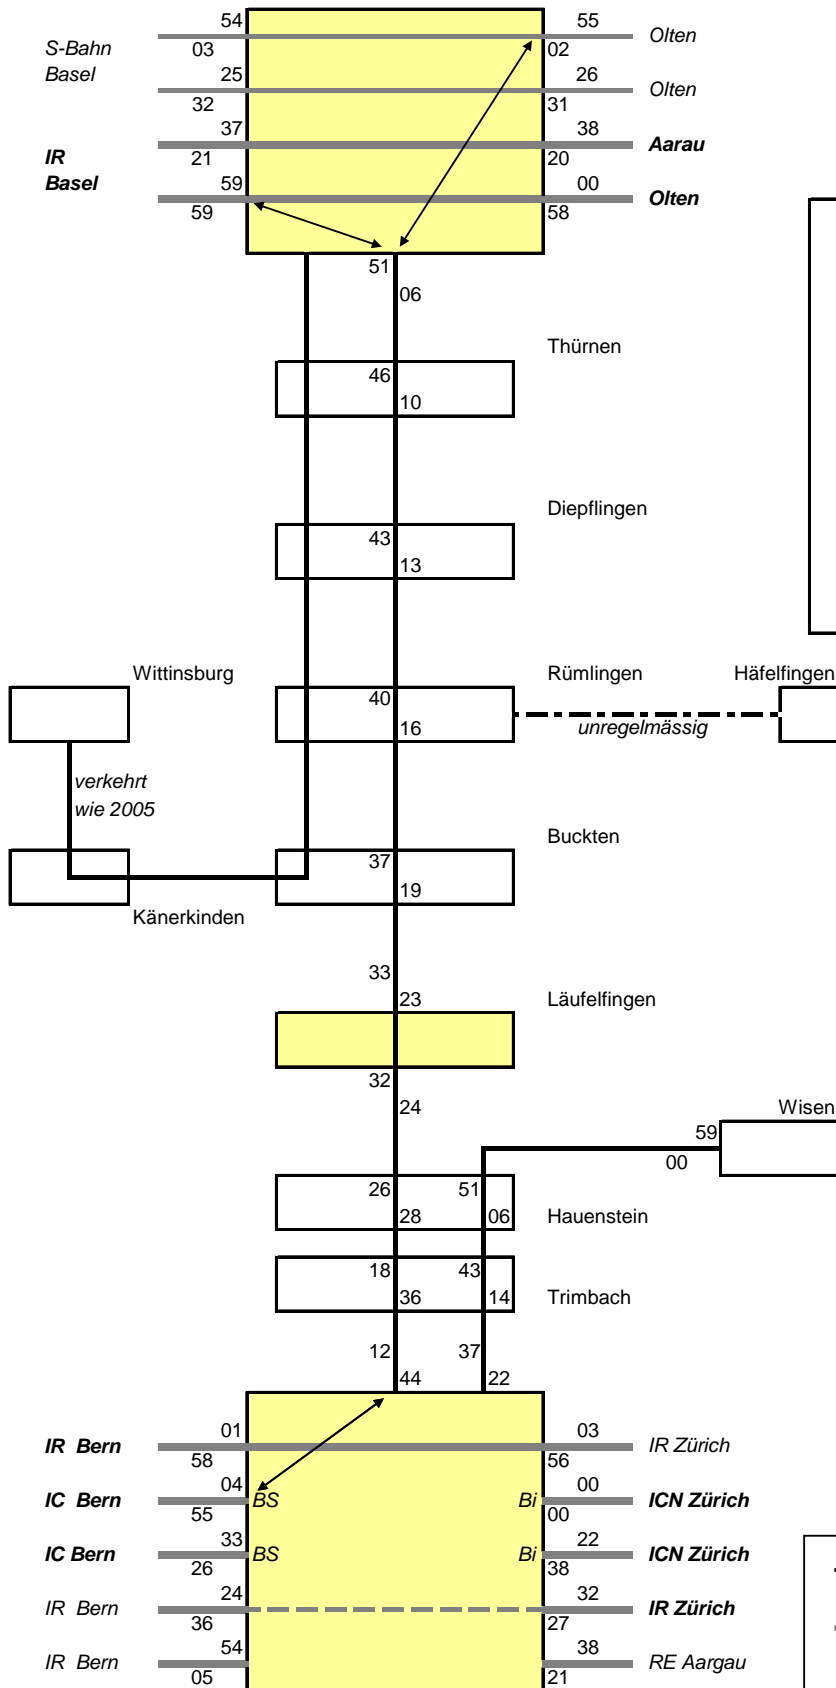 54 55
S-Bahn 03 02 Olten
Basel 25 26
32 31 Olten
37 38
IR 21 20 Aarau
Basel 59 00
59 58 Olten
51
06
Thürnen
46
10
Diepflingen
43
13
Wittinsburg Rümlingen Häfelfingen
40
16 unregelmässig
verkehrt
wie 2005
Buckten
37
19
Känerkinden
33
23 Läufelfingen
32
24
Wisen
59
00
26 51
28 06 Hauenstein
18 43
36 14 Trimbach
12 37
44 22
01 03
IR Bern 58 56 IR Zürich
04 00
IC Bern 55 BS Bi 00 ICN Zürich
33 22
IC Bern 26 BS Bi 38 ICN Zürich
24 32
IR Bern 36 27 IR Zürich
54 38
IR Bern 05 21 RE Aargau